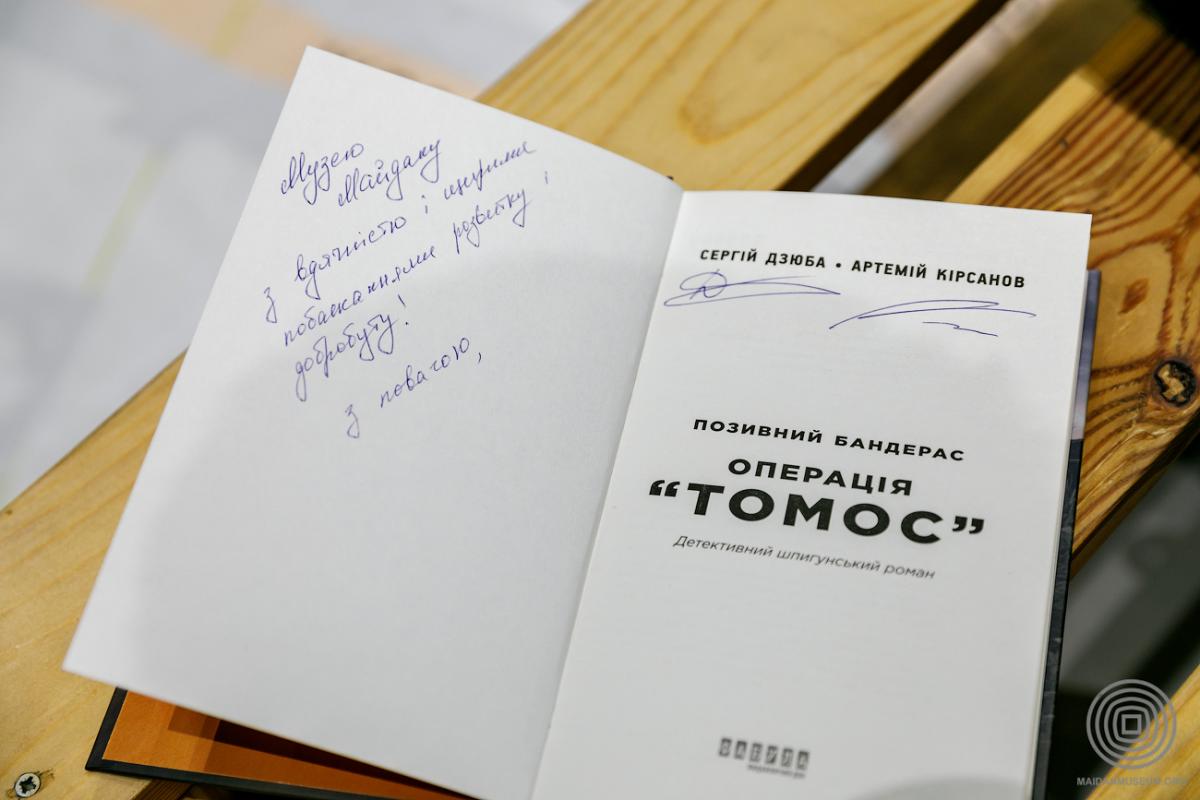 Музею
Майдану
з вдячністю і щирими
побажаннями розвитку і
добробуту!
з повагою,
СЕРГІЙ ДЗЮБА • АРТЕМІЙ КІРСАНОВ
ПОЗИВНИЙ БАНДЕРАС
ОПЕРАЦІЯ
“ТОМОС”
Детективний шпигунський роман
ФАБУЛА
MAIDANMUSEUM.ORG